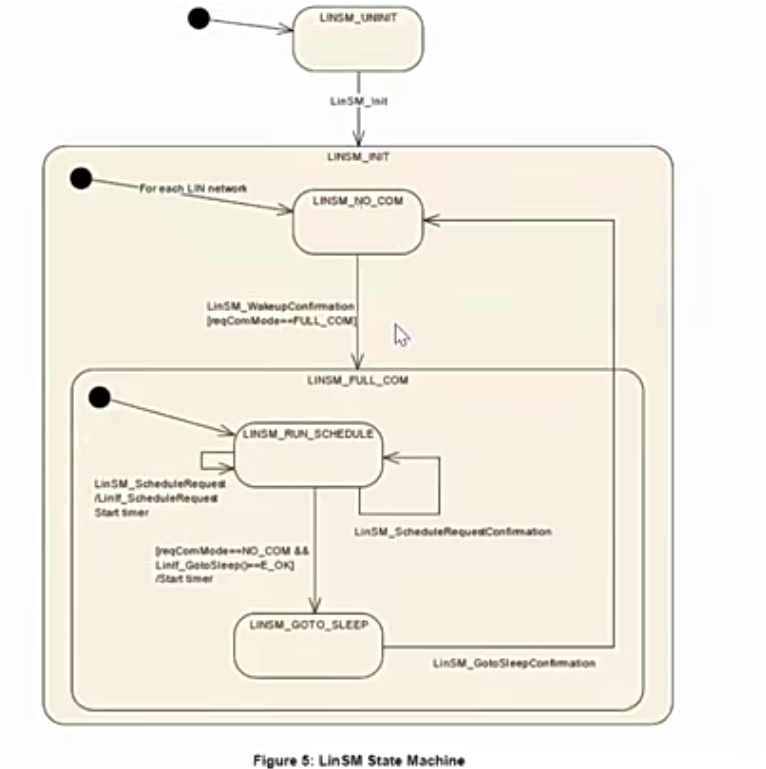 LINSM_UNINIT
LinSM_Init
LINSM_INIT
For each LIN network
LINSM_NO_COM
LinSM_WakeupConfirmation
[reqComMode==FULL_COM]
LINSM_FULL_COM
LINSM_RUN_SCHEDULE
LinSM_ScheduleRequest
/LinIf_ScheduleRequest
Start timer
LinSM_ScheduleRequestConfirmation
[reqComMode==NO_COM &&
LinIf_GotoSleep()==E_OK]
/Start timer
LINSM_GOTO_SLEEP
LinSM_GotoSleepConfirmation
Figure 5: LinSM State Machine